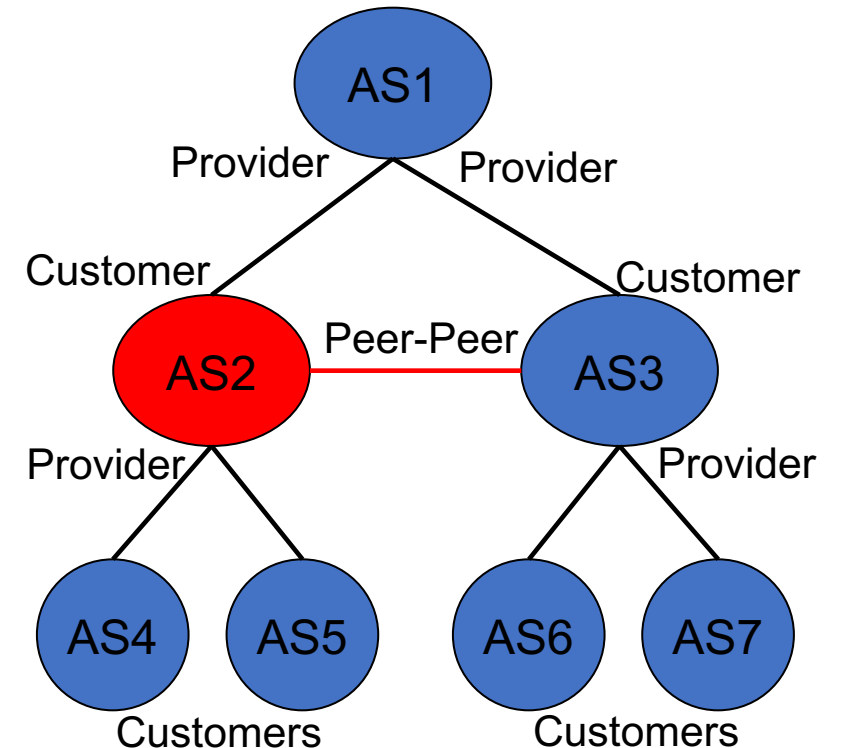 AS1
Provider
Provider
Customer
Customer
Peer-Peer
AS2
AS3
Provider
Provider
AS4
AS5
AS6
AS7
Customers
Customers